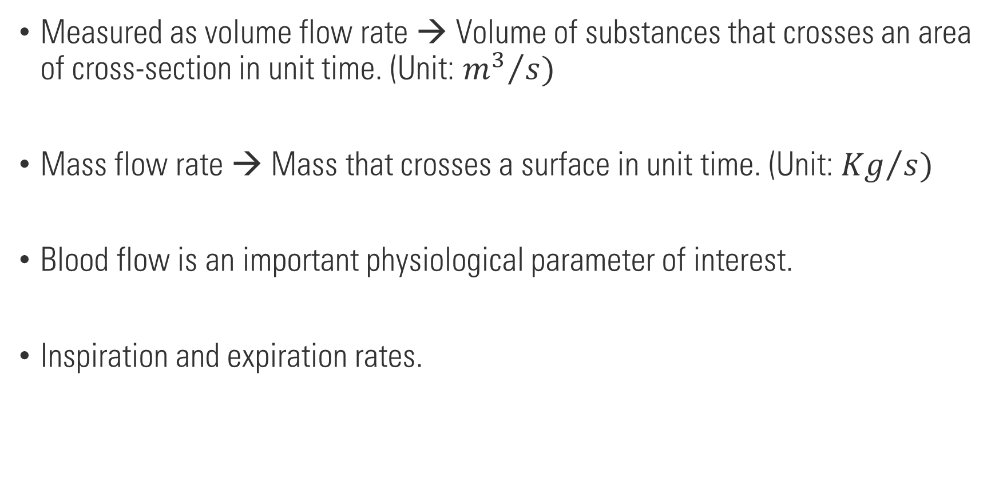 • Measured as volume flow rate → Volume of substances that crosses an area
of cross-section in unit time. (Unit: m³/s)
• Mass flow rate → Mass that crosses a surface in unit time. (Unit: Kg/s)
• Blood flow is an important physiological parameter of interest.
• Inspiration and expiration rates.